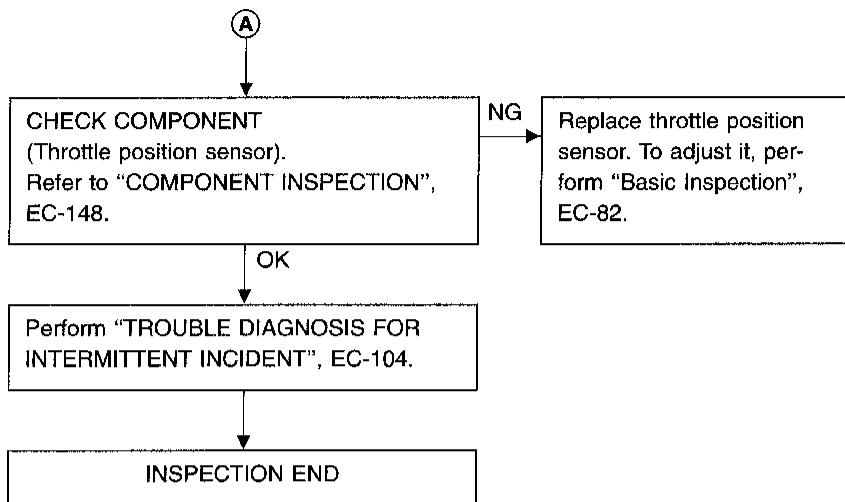 A
CHECK COMPONENT
(Throttle position sensor).
Refer to “COMPONENT INSPECTION”,
EC-148.
NG
Replace throttle position
sensor. To adjust it, per-
form “Basic Inspection”,
EC-82.
OK
Perform “TROUBLE DIAGNOSIS FOR
INTERMITTENT INCIDENT”, EC-104.
INSPECTION END